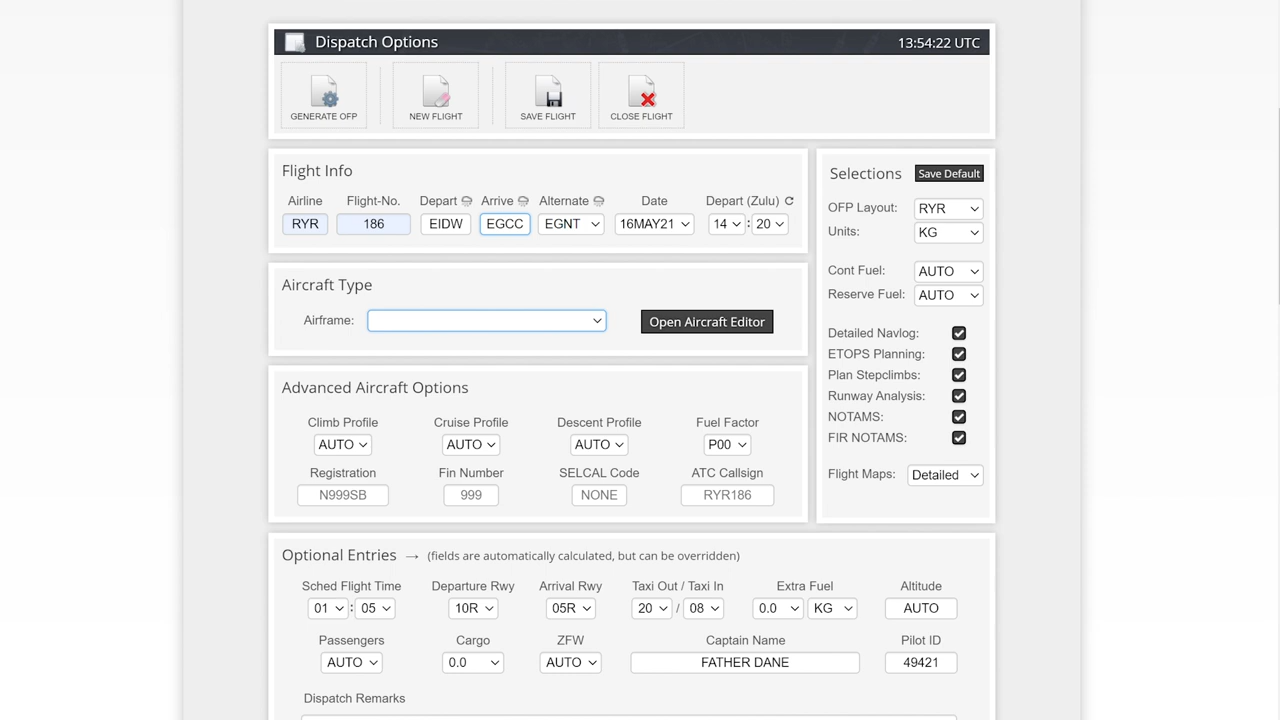 Dispatch Options 13:54:22 UTC
GENERATE OFP NEW FLIGHT SAVE FLIGHT CLOSE FLIGHT
Flight Info
Airline Flight-No. Depart Arrive Alternate Date Depart (Zulu)
RYR 186 EIDW EGCC EGNT 16MAY21 14 : 20
Aircraft Type
Airframe: Open Aircraft Editor
Advanced Aircraft Options
Climb Profile Cruise Profile Descent Profile Fuel Factor
AUTO AUTO AUTO P00
Registration Fin Number SELCAL Code ATC Callsign
N999SB 999 NONE RYR186
Selections Save Default
OFP Layout: RYR
Units: KG
Cont Fuel: AUTO
Reserve Fuel: AUTO
Detailed Navlog:
ETOPS Planning:
Plan Stepclimbs:
Runway Analysis:
NOTAMS:
FIR NOTAMS:
Flight Maps: Detailed
Optional Entries → (fields are automatically calculated, but can be overridden)
Sched Flight Time Departure Rwy Arrival Rwy Taxi Out / Taxi In Extra Fuel Altitude
01 : 05 10R 05R 20 / 08 0.0 KG AUTO
Passengers Cargo ZFW Captain Name Pilot ID
AUTO 0.0 AUTO FATHER DANE 49421
Dispatch Remarks